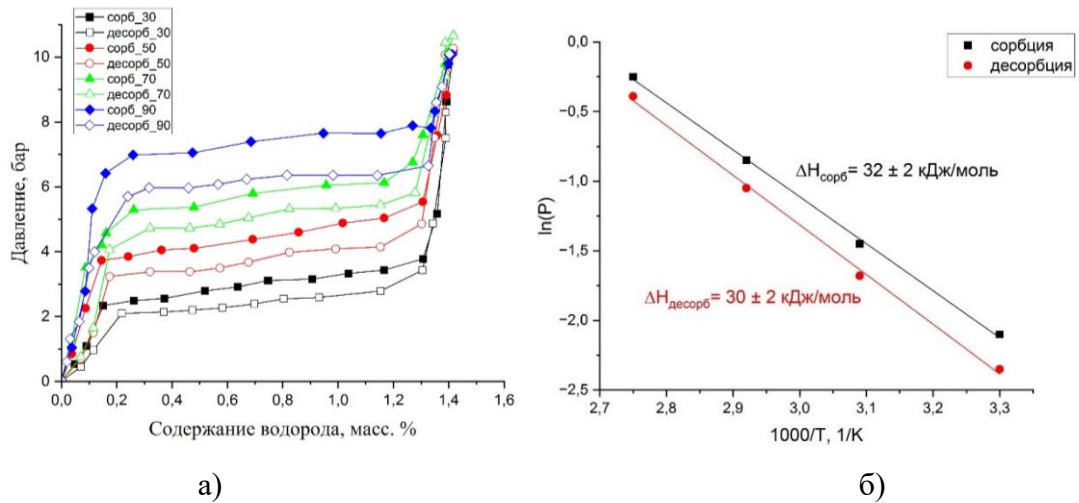 сорб_30
десорб_30
сорб_50
десорб_50
сорб_70
десорб_70
сорб_90
десорб_90
Давление, бар
10
8
6
4
2
0
0,0 0,2 0,4 0,6 0,8 1,0 1,2 1,4 1,6
Содержание водорода, масс. %
а)
сорбция
десорбция
ΔHсорб= 32 ± 2 кДж/моль
ΔHдесорб= 30 ± 2 кДж/моль
ln(P)
0,0
−0,5
−1,0
−1,5
−2,0
−2,5
2,7 2,8 2,9 3,0 3,1 3,2 3,3
1000/T, 1/K
б)